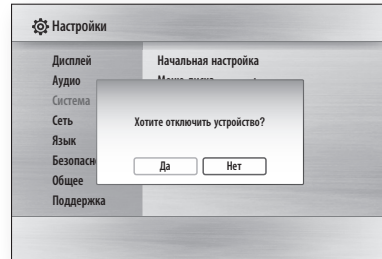 Настройки
Дисплей
Начальная настройка
Аудио
Система
Сеть
Хотите отключить устройство?
Язык
Да
Нет
Общее
Поддержка